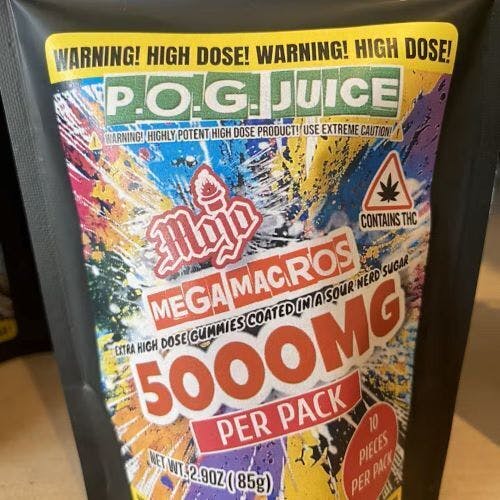 WARNING! HIGH DOSE! WARNING! HIGH DOSE!
P.O.G. JUICE
WARNING! HIGHLY POTENT HIGH DOSE PRODUCT! USE EXTREME CAUTION!
Mojo
CONTAINS THC
MEGA MACROS
EXTRA HIGH DOSE GUMMIES COATED IN A SOUR NERD SUGAR
5000MG
PER PACK
10
PIECES
PER PACK
NET WT. 2.9OZ (85g)